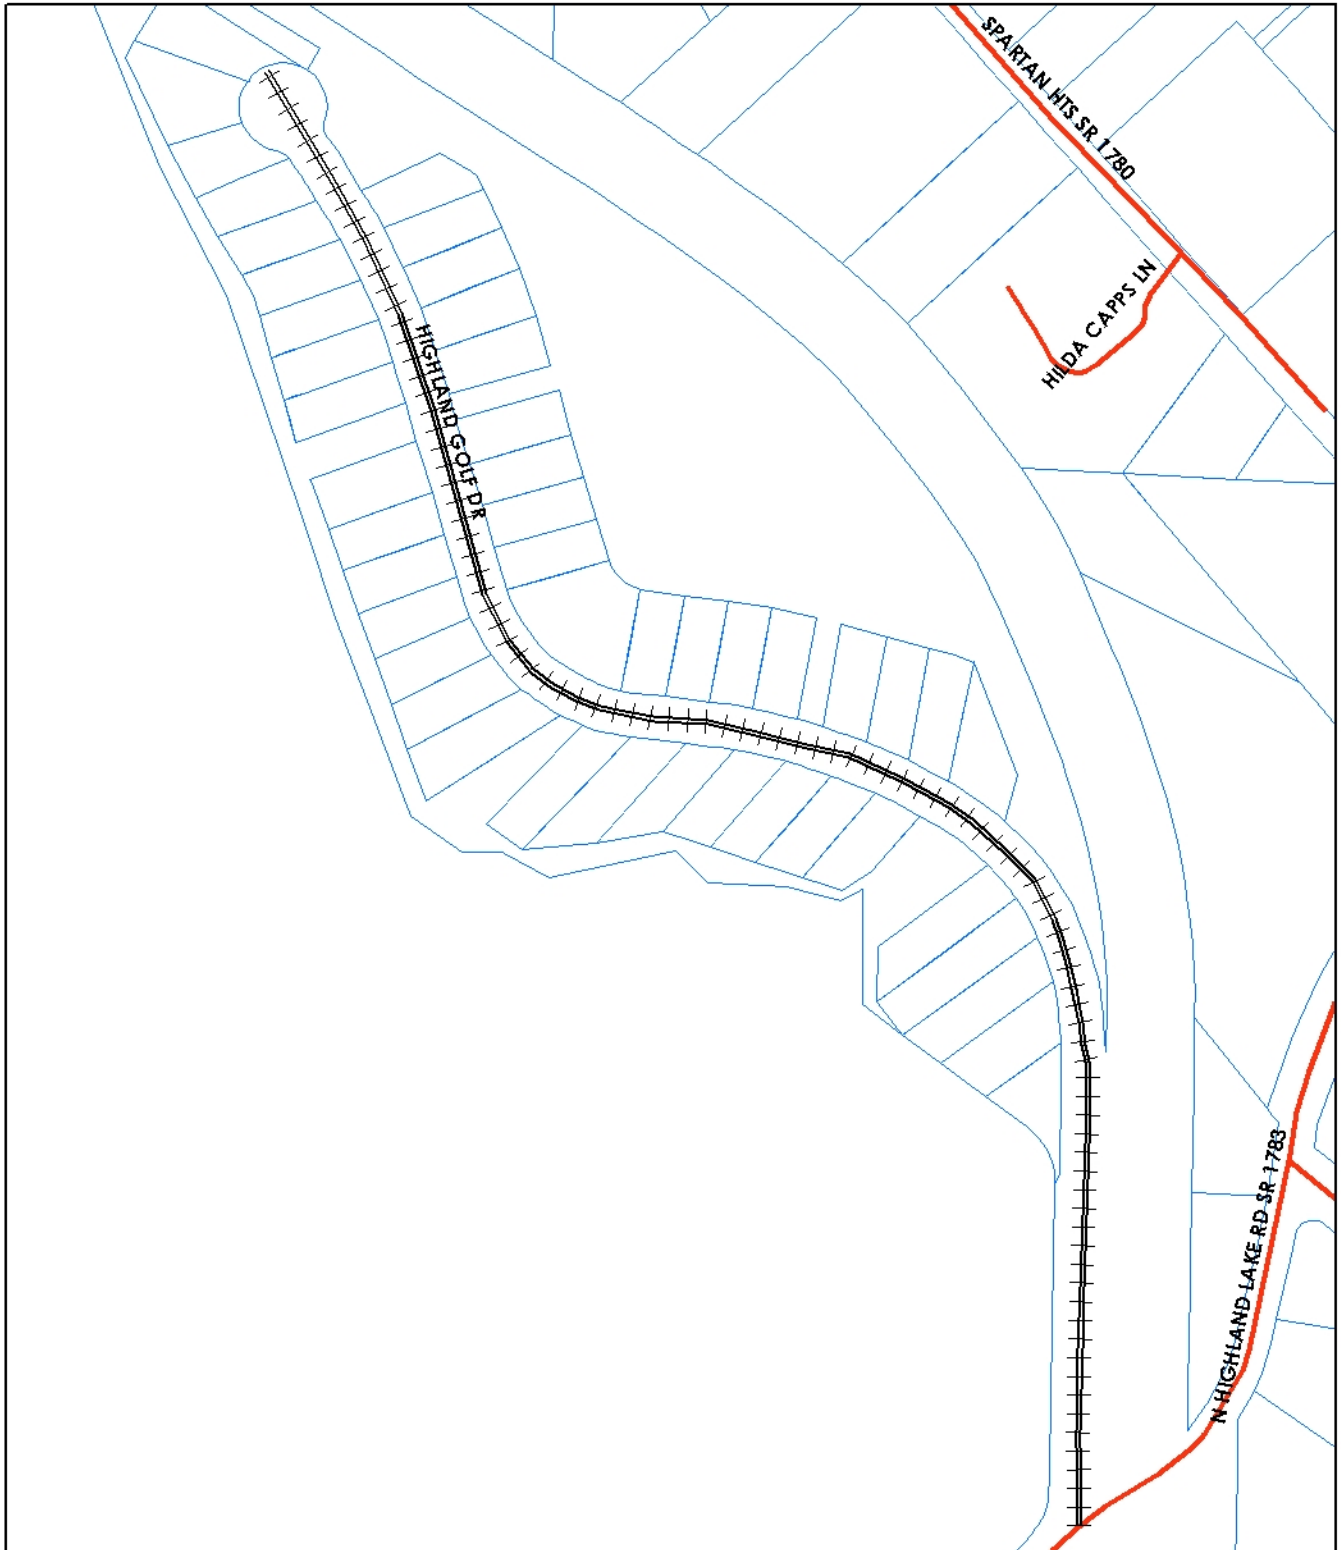 SPARTAN HTS SR 1780
HILDA CAPPS LN
HIGHLAND GOLF DR
N HIGHLAND LAKE RD SR 1783